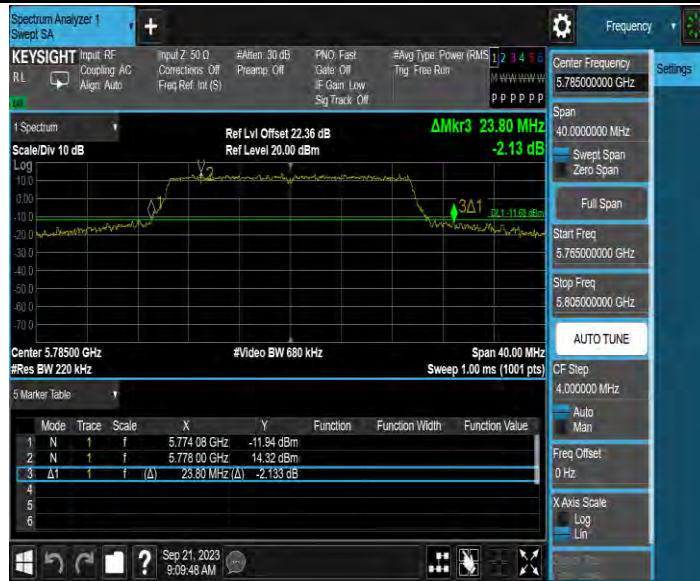 Spectrum Analyzer 1
Swept SA
+
Frequency
KEYSIGHT
RL
Input: RF
Coupling: AC
Align: Auto
Input Z: 50 Ω
Corrections: Off
Freq Ref: Int (S)
#Atten: 30 dB
Preamp: Off
PNO: Fast
Gate: Off
IF Gain: Low
Sig Track: Off
#Avg Type: Power (RMS
Trig: Free Run
1 2 3 4 5 6
M W W W W W
P P P P P P
1 Spectrum
Scale/Div 10 dB
Ref Lvl Offset 22.36 dB
Ref Level 20.00 dBm
ΔMkr3 23.80 MHz
-2.13 dB
Log
10.0
0.00
-10.0
-20.0
-30.0
-40.0
-50.0
-60.0
-70.0
1
2
3Δ1
Center 5.78500 GHz
#Res BW 220 kHz
#Video BW 680 kHz
Span 40.00 MHz
Sweep 1.00 ms (1001 pts)
5 Marker Table
Mode Trace Scale X Y Function Function Width Function Value
1 N 1 f 5.774 08 GHz -11.94 dBm
2 N 1 f 5.778 00 GHz 14.32 dBm
3 Δ1 1 f (Δ) 23.80 MHz (Δ) -2.133 dB
4
5
6
Sep 21, 2023
9:09:48 AM
Center Frequency
5.785000000 GHz
Settings
Span
40.0000000 MHz
Swept Span
Zero Span
Full Span
Start Freq
5.765000000 GHz
Stop Freq
5.805000000 GHz
AUTO TUNE
CF Step
4.000000 MHz
Auto
Man
Freq Offset
0 Hz
X Axis Scale
Log
Lin